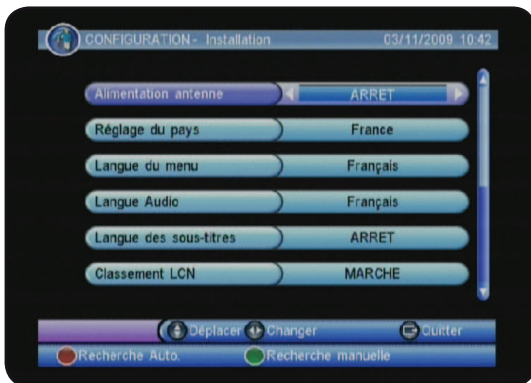 CONFIGURATION - Installation 03/11/2009 10:42
Alimentation antenne ARRET
Réglage du pays France
Langue du menu Français
Langue Audio Français
Langue des sous-titres ARRET
Classement LCN MARCHE
Déplacer Changer Quitter
Recherche Auto. Recherche manuelle